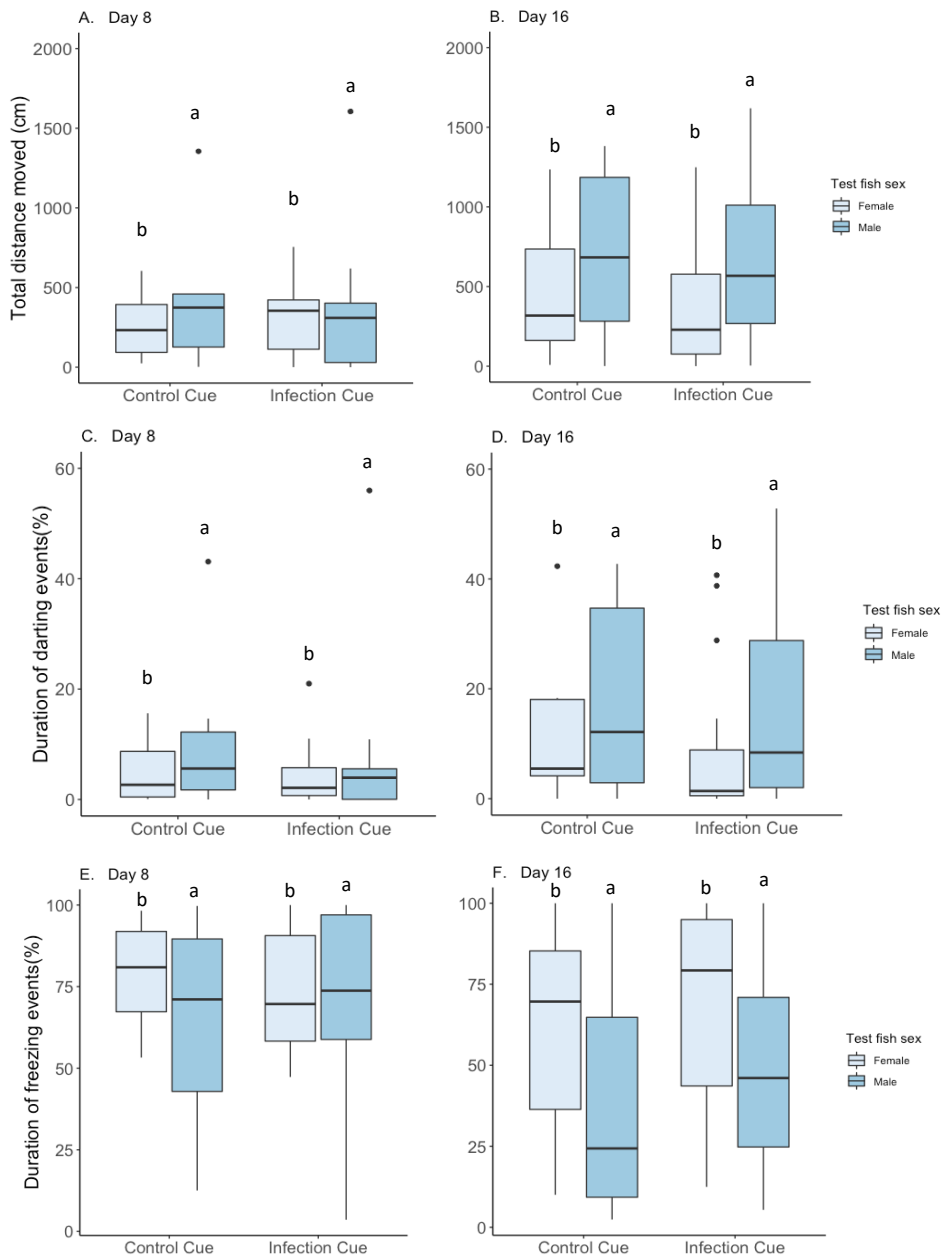 A. Day 8
Total distance moved (cm)
2000
1500
1000
500
0
b
a
b
a
Control Cue
Infection Cue
B. Day 16
2000
1500
1000
500
0
b
a
b
a
Control Cue
Infection Cue
Test fish sex
Female
Male
C. Day 8
Duration of darting events(%)
60
40
20
0
b
a
b
a
Control Cue
Infection Cue
D. Day 16
60
40
20
0
b
a
b
a
Control Cue
Infection Cue
Test fish sex
Female
Male
E. Day 8
Duration of freezing events(%)
100
75
50
25
0
b
a
b
a
Control Cue
Infection Cue
F. Day 16
100
75
50
25
0
b
a
b
a
Control Cue
Infection Cue
Test fish sex
Female
Male